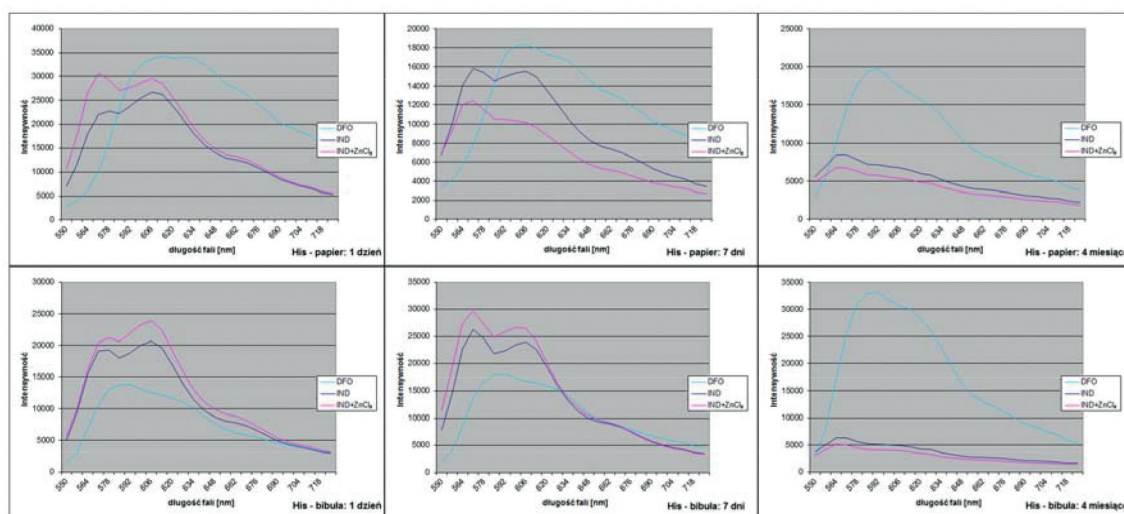 40000
35000
30000
25000
20000
15000
10000
5000
0
Intensywność
DFO
IND
IND+ZnCl₂
550 564 578 592 606 620 634 648 662 676 690 704 718
długość fali [nm]
His - papier: 1 dzień
20000
18000
16000
14000
12000
10000
8000
6000
4000
2000
0
Intensywność
DFO
IND
IND+ZnCl₂
550 564 578 592 606 620 634 648 662 676 690 704 718
długość fali [nm]
His - papier: 7 dni
25000
20000
15000
10000
5000
0
Intensywność
DFO
IND
IND+ZnCl₂
550 564 578 592 606 620 634 648 662 676 690 704 718
długość fali [nm]
His - papier: 4 miesiące
30000
25000
20000
15000
10000
5000
0
Intensywność
DFO
IND
IND+ZnCl₂
550 564 578 592 606 620 634 648 662 676 690 704 718
długość fali [nm]
His - bibuła: 1 dzień
35000
30000
25000
20000
15000
10000
5000
0
Intensywność
DFO
IND
IND+ZnCl₂
550 564 578 592 606 620 634 648 662 676 690 704 718
długość fali [nm]
His - bibuła: 7 dni
35000
30000
25000
20000
15000
10000
5000
0
Intensywność
DFO
IND
IND+ZnCl₂
550 564 578 592 606 620 634 648 662 676 690 704 718
długość fali [nm]
His - bibuła: 4 miesiące